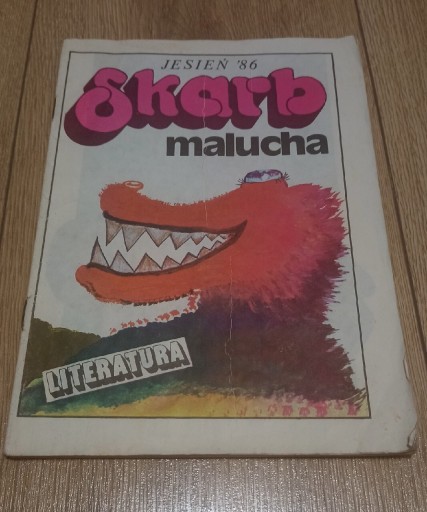 JESIEŃ '86
Skarb
malucha
LITERATURA